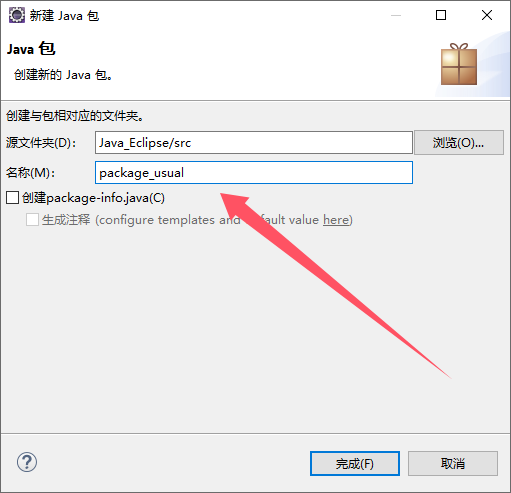 新建 Java 包
Java 包
创建新的 Java 包。
创建与包相对应的文件夹。
源文件夹(D): Java_Eclipse/src 浏览(O)...
名称(M): package_usual
创建package-info.java(C)
生成注释 (configure templates and default value here)
? 完成(F) 取消